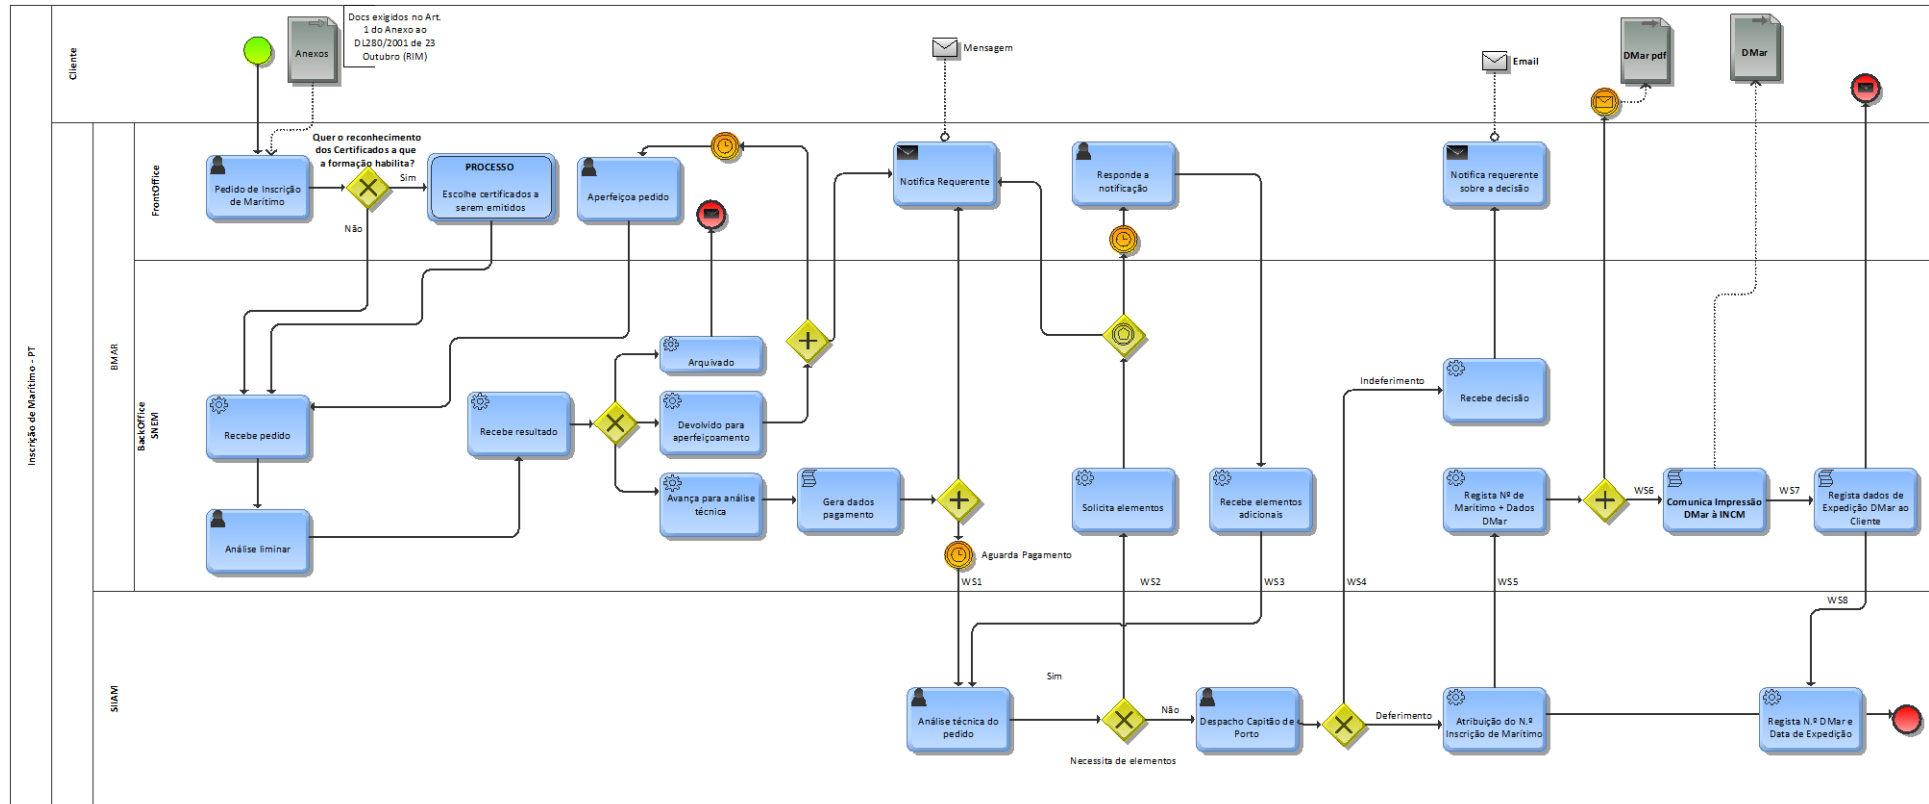 Inscrição de Marítimo - PT
Cliente
BMAR
FrontOffice
BackOffice
SNEM
SIIAM
Anexos
Docs exigidos no Art.
1 do Anexo ao
DL280/2001 de 23
Outubro (RIM)
Mensagem
Email
DMar pdf
DMar
Quer o reconhecimento
dos Certificados a que
a formação habilita?
Sim
Não
Pedido de Inscrição
de Marítimo
PROCESSO
Escolhe certificados a
serem emitidos
Aperfeiçoa pedido
Notifica Requerente
Responde a
notificação
Notifica requerente
sobre a decisão
Arquivado
Devolvido para
aperfeiçoamento
Avança para análise
técnica
Recebe pedido
Análise liminar
Recebe resultado
Gera dados
pagamento
Aguarda Pagamento
Solicita elementos
Recebe elementos
adicionais
Indeferimento
Recebe decisão
Regista Nº de
Marítimo + Dados
DMar
WS6
Comunica Impressão
DMar à INCM
WS7
Regista dados de
Expedição DMar ao
Cliente
WS1
WS2
WS3
WS4
WS5
WS8
Sim
Análise técnica do
pedido
Não
Necessita de elementos
Despacho Capitão de
Porto
Deferimento
Atribuição do N.º
Inscrição de Marítimo
Regista N.º DMar e
Data de Expedição